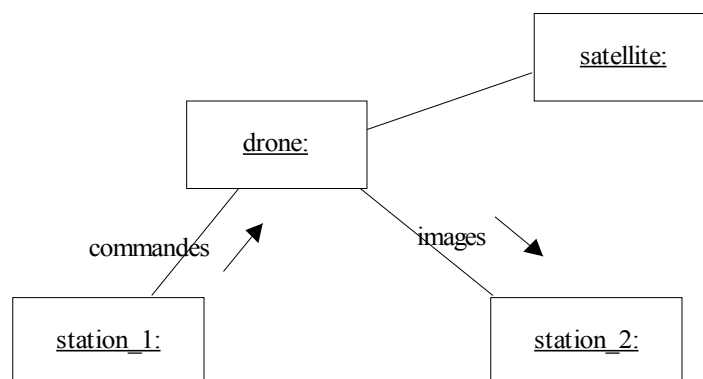 satellite:
drone:
commandes
images
station_1:
station_2: